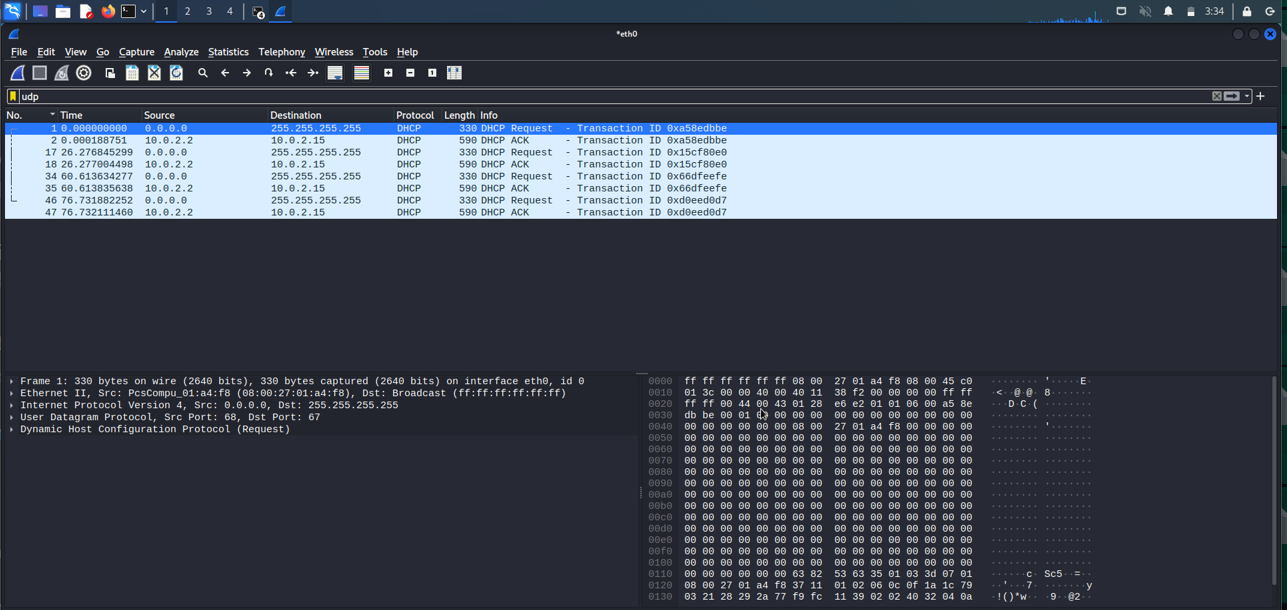 1 2 3 4 3:34
*eth0
File Edit View Go Capture Analyze Statistics Telephony Wireless Tools Help
udp
No. Time Source Destination Protocol Length Info
1 0.000000000 0.0.0.0 255.255.255.255 DHCP 330 DHCP Request - Transaction ID 0xa58edbbe
2 0.000188751 10.0.2.2 10.0.2.15 DHCP 590 DHCP ACK - Transaction ID 0xa58edbbe
17 26.276845299 0.0.0.0 255.255.255.255 DHCP 330 DHCP Request - Transaction ID 0x15cf80e0
18 26.277004498 10.0.2.2 10.0.2.15 DHCP 590 DHCP ACK - Transaction ID 0x15cf80e0
34 60.613634277 0.0.0.0 255.255.255.255 DHCP 330 DHCP Request - Transaction ID 0x66dfeefe
35 60.613835638 10.0.2.2 10.0.2.15 DHCP 590 DHCP ACK - Transaction ID 0x66dfeefe
46 76.731882252 0.0.0.0 255.255.255.255 DHCP 330 DHCP Request - Transaction ID 0xd0eed0d7
47 76.732111460 10.0.2.2 10.0.2.15 DHCP 590 DHCP ACK - Transaction ID 0xd0eed0d7
Frame 1: 330 bytes on wire (2640 bits), 330 bytes captured (2640 bits) on interface eth0, id 0
Ethernet II, Src: PcsCompu_01:a4:f8 (08:00:27:01:a4:f8), Dst: Broadcast (ff:ff:ff:ff:ff:ff)
Internet Protocol Version 4, Src: 0.0.0.0, Dst: 255.255.255.255
User Datagram Protocol, Src Port: 68, Dst Port: 67
Dynamic Host Configuration Protocol (Request)
0000 ff ff ff ff ff ff 08 00 27 01 a4 f8 08 00 45 c0 ········ '·····E·
0010 01 3c 00 00 40 00 40 11 38 f2 00 00 00 00 ff ff ·<··@·@· 8·······
0020 ff ff 00 44 00 43 01 28 e6 e2 01 01 06 00 a5 8e ···D·C·( ········
0030 db be 00 01 00 00 00 00 00 00 00 00 00 00 00 ········ ········
0040 00 00 00 00 00 00 08 00 27 01 a4 f8 00 00 00 00 ········ '·······
0050 00 00 00 00 00 00 00 00 00 00 00 00 00 00 00 00 ········ ········
0060 00 00 00 00 00 00 00 00 00 00 00 00 00 00 00 00 ········ ········
0070 00 00 00 00 00 00 00 00 00 00 00 00 00 00 00 00 ········ ········
0080 00 00 00 00 00 00 00 00 00 00 00 00 00 00 00 00 ········ ········
0090 00 00 00 00 00 00 00 00 00 00 00 00 00 00 00 00 ········ ········
00a0 00 00 00 00 00 00 00 00 00 00 00 00 00 00 00 00 ········ ········
00b0 00 00 00 00 00 00 00 00 00 00 00 00 00 00 00 00 ········ ········
00c0 00 00 00 00 00 00 00 00 00 00 00 00 00 00 00 00 ········ ········
00d0 00 00 00 00 00 00 00 00 00 00 00 00 00 00 00 00 ········ ········
00e0 00 00 00 00 00 00 00 00 00 00 00 00 00 00 00 00 ········ ········
00f0 00 00 00 00 00 00 00 00 00 00 00 00 00 00 00 00 ········ ········
0100 00 00 00 00 00 00 00 00 00 00 00 00 00 00 00 00 ········ ········
0110 00 00 00 00 00 00 63 82 53 63 35 01 03 3d 07 01 ······c· Sc5··=··
0120 08 00 27 01 a4 f8 37 11 01 02 06 0c 0f 1a 1c 79 ··'···7· ·······y
0130 03 21 28 29 2a 77 f9 fc 11 39 02 02 40 32 04 0a ·!()*w·· ·9··@2··